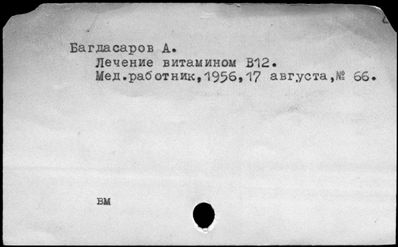 Багдасаров А.
Лечение витамином В12.
Мед.работник,1956,17 августа,№ 66.
вм